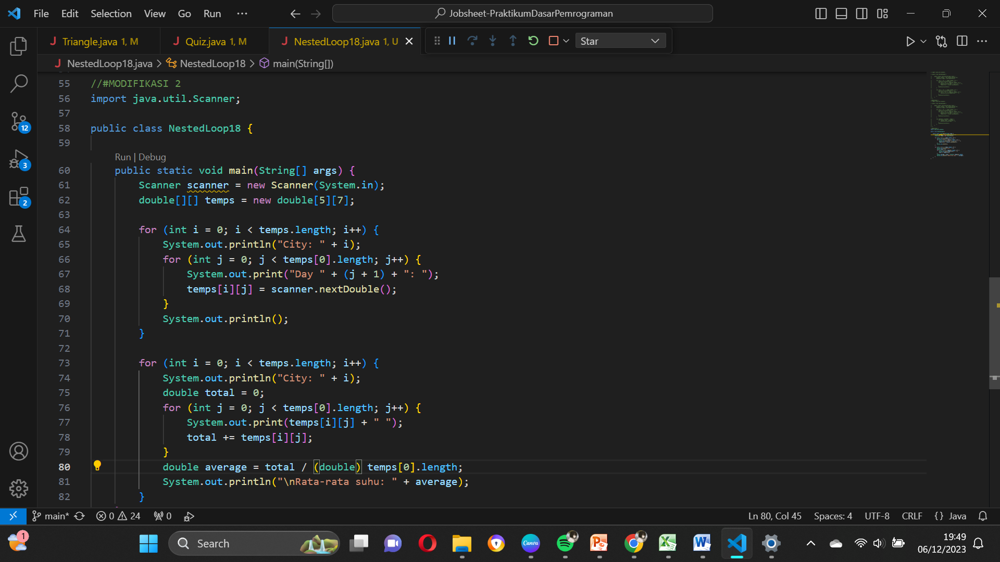 File Edit Selection View Go Run ··· Jobsheet-PraktikumDasarPemrograman
Triangle.java 1, M Quiz.java 1, M NestedLoop18.java 1, U Star
NestedLoop18.java > NestedLoop18 > main(String[])
55 //#MODIFIKASI 2
56 import java.util.Scanner;
57
58 public class NestedLoop18 {
59
Run | Debug
60 public static void main(String[] args) {
61 Scanner scanner = new Scanner(System.in);
62 double[][] temps = new double[5][7];
63
64 for (int i = 0; i < temps.length; i++) {
65 System.out.println("City: " + i);
66 for (int j = 0; j < temps[0].length; j++) {
67 System.out.print("Day " + (j + 1) + ": ");
68 temps[i][j] = scanner.nextDouble();
69 }
70 System.out.println();
71 }
72
73 for (int i = 0; i < temps.length; i++) {
74 System.out.println("City: " + i);
75 double total = 0;
76 for (int j = 0; j < temps[0].length; j++) {
77 System.out.print(temps[i][j] + " ");
78 total += temps[i][j];
79 }
80 double average = total / (double) temps[0].length;
81 System.out.println("\nRata-rata suhu: " + average);
82 }
12
3
2
main* 0 24 0 Ln 80, Col 45 Spaces: 4 UTF-8 CRLF {} Java
1 Search Canva 19:49
06/12/2023